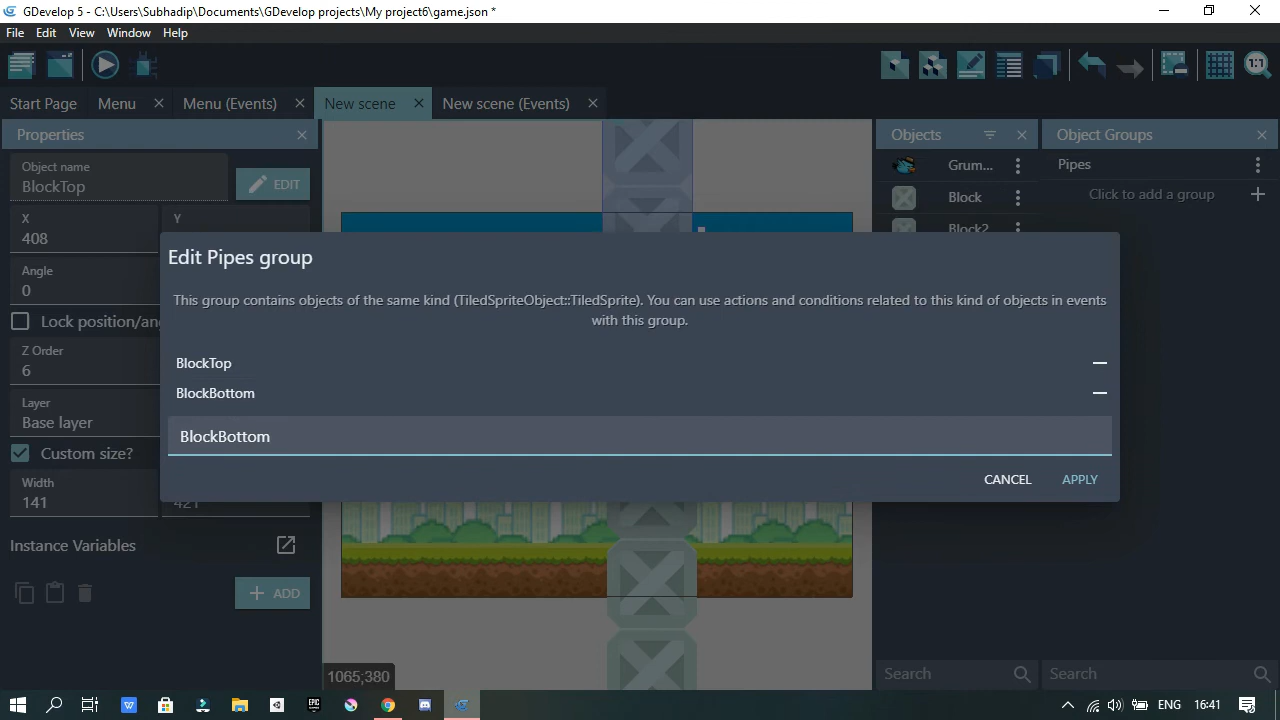 GDevelop 5 - C:\Users\Subhadip\Documents\GDevelop projects\My project6\game.json *
File Edit View Window Help
1:1
Start Page Menu Menu (Events) New scene New scene (Events)
Properties
Objects
Object Groups
Object name
BlockTop
EDIT
Grum...
Pipes
Click to add a group
Block
Block2
X Y
408
Edit Pipes group
Angle
0
This group contains objects of the same kind (TiledSpriteObject::TiledSprite). You can use actions and conditions related to this kind of objects in events
with this group.
Lock position/an
Z Order
6
BlockTop
BlockBottom
Layer
Base layer
BlockBottom
Custom size?
CANCEL APPLY
Width
141 421
Instance Variables
ADD
1065;380
Search Search
ENG 16:41